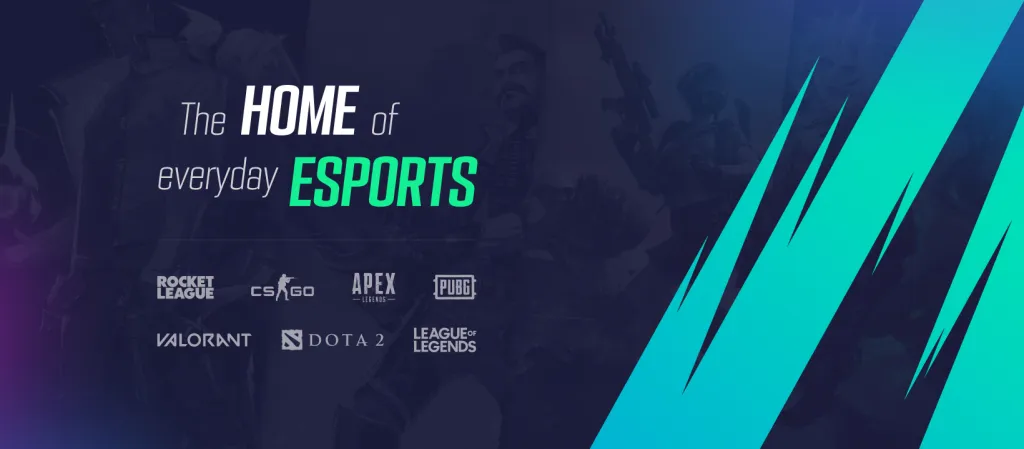 The HOME of
everyday ESPORTS
ROCKET LEAGUE
CS GO
APEX LEGENDS
PUBG
VALORANT
DOTA 2
LEAGUE OF LEGENDS